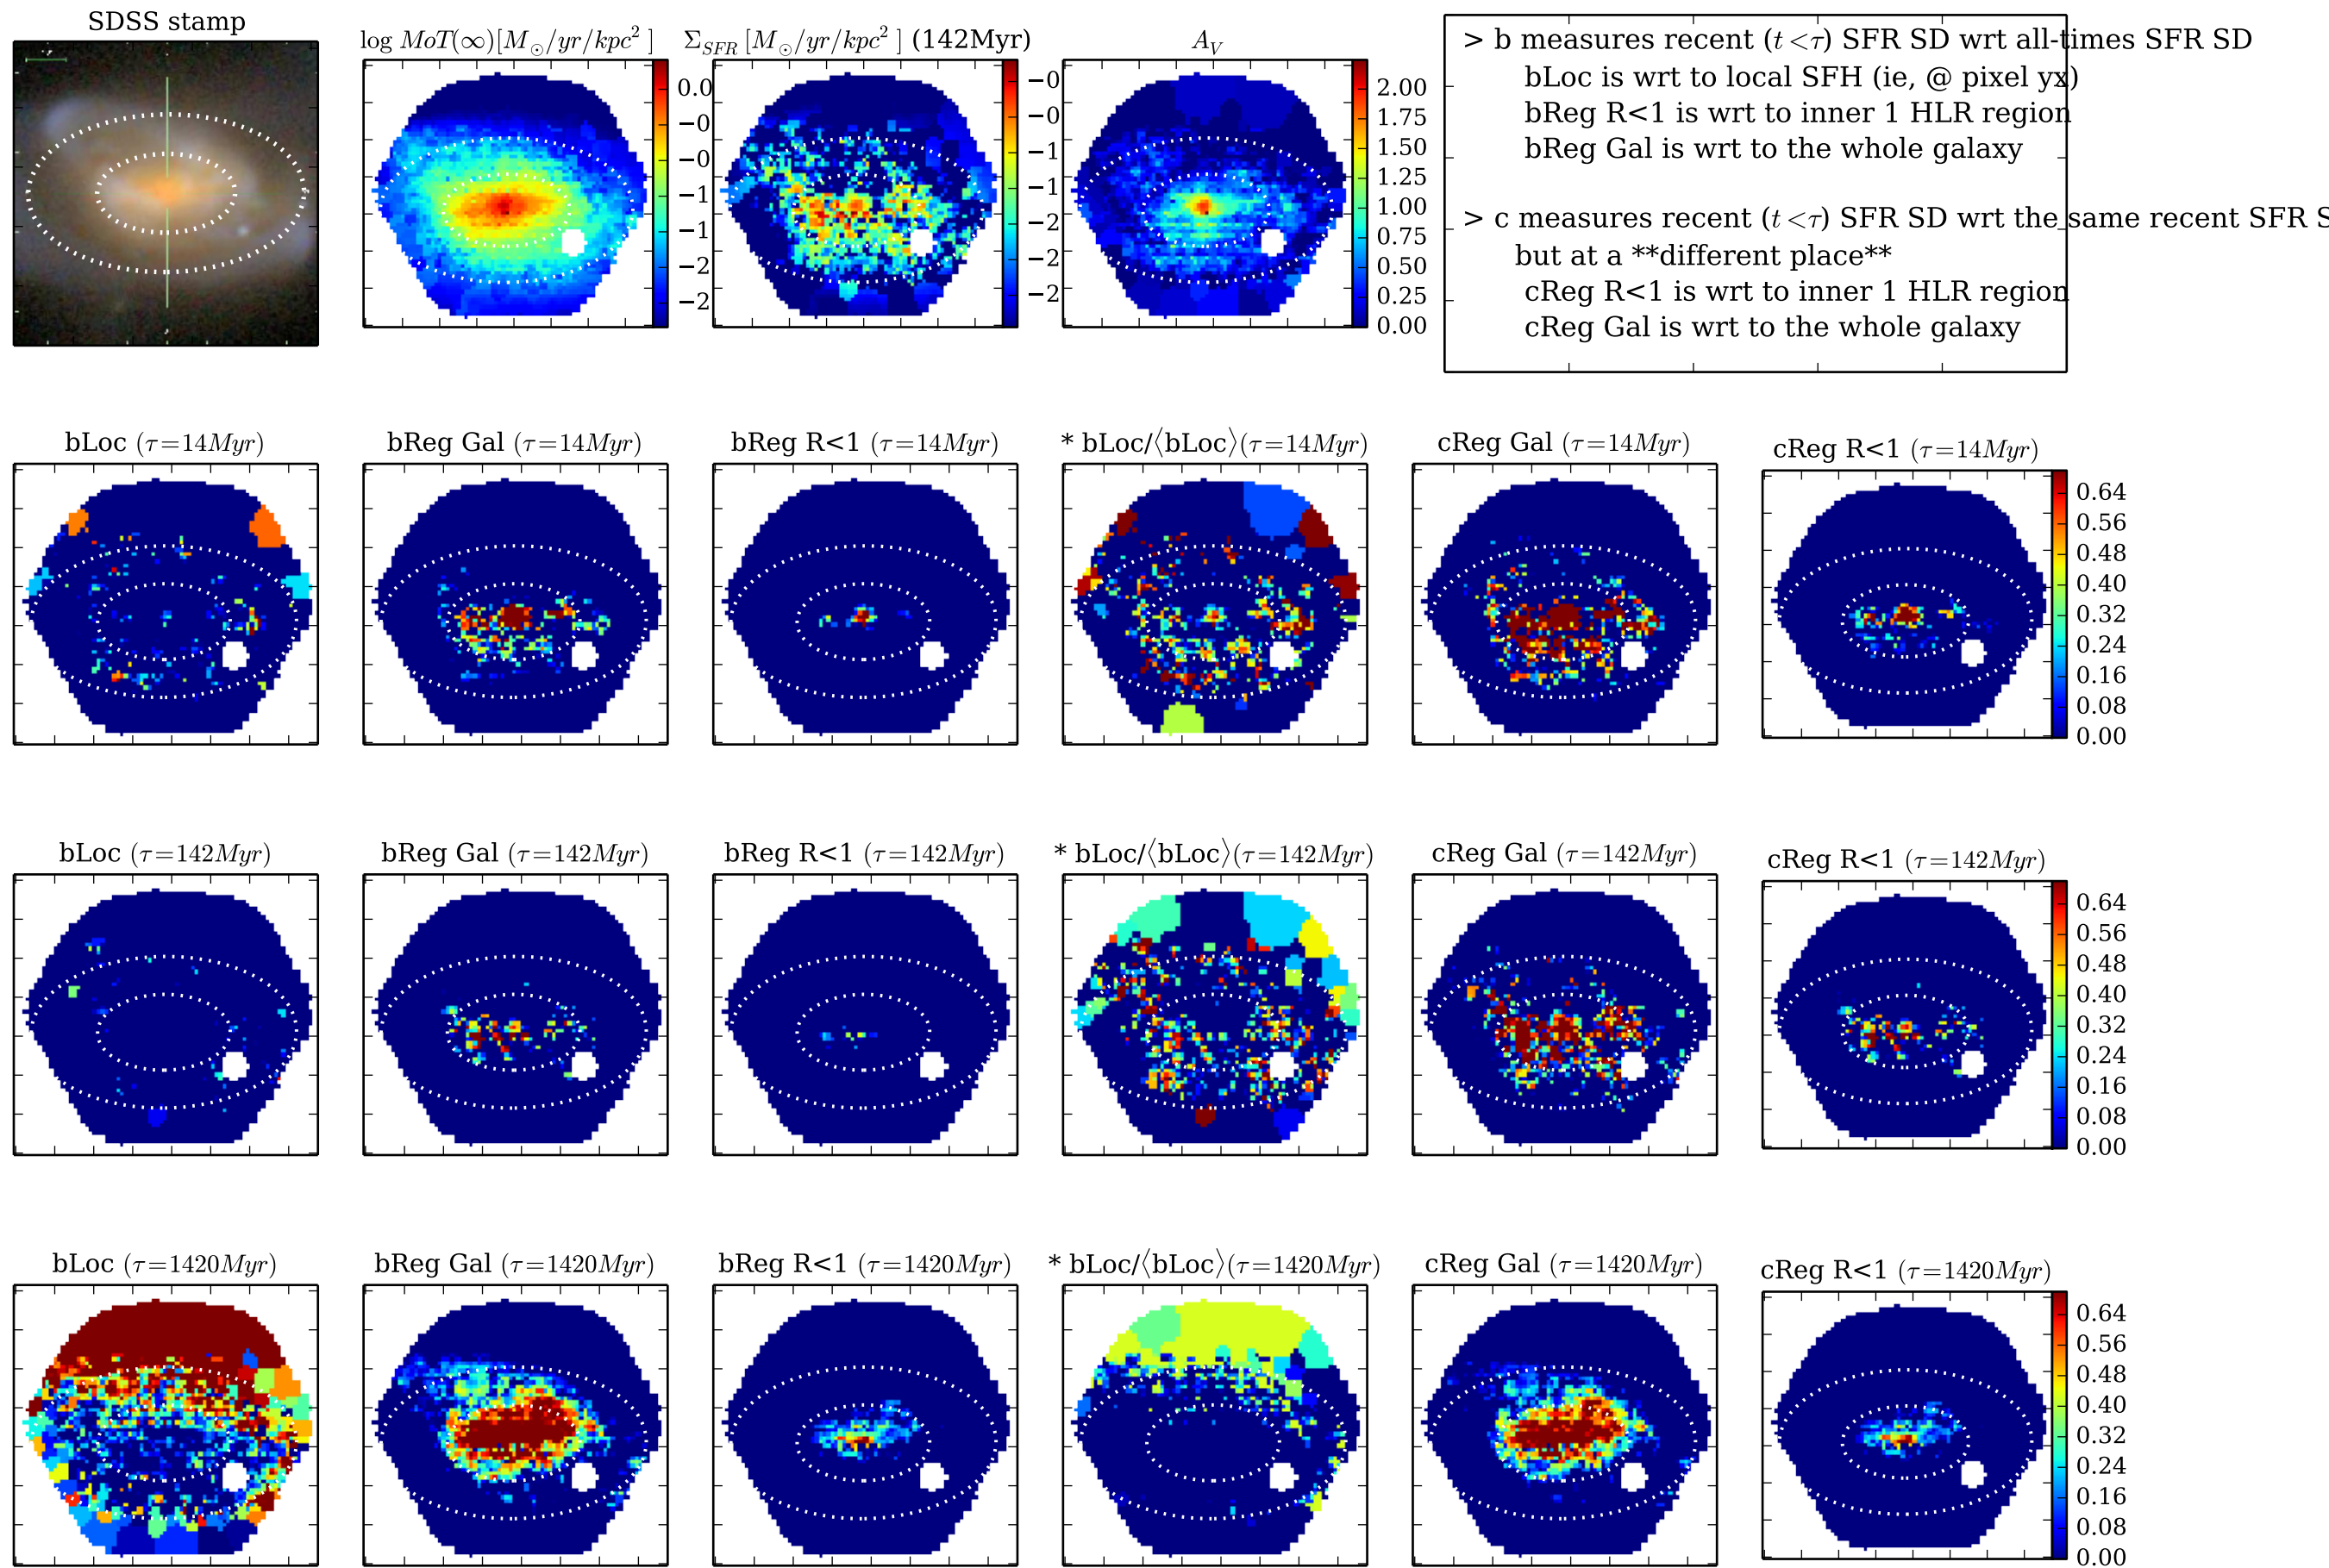 SDSS stamp
log MoT(∞)[M⊙/yr/kpc²]
Σ_SFR [M⊙/yr/kpc²] (142Myr)
A_V
0.0
−0
−0
−1
−1
−2
−2
−0
−0
−1
−1
−2
−2
−2
2.00
1.75
1.50
1.25
1.00
0.75
0.50
0.25
0.00
> b measures recent (t<τ) SFR SD wrt all-times SFR SD
bLoc is wrt to local SFH (ie, @ pixel yx)
bReg R<1 is wrt to inner 1 HLR region
bReg Gal is wrt to the whole galaxy
> c measures recent (t<τ) SFR SD wrt the same recent SFR S
but at a **different place**
cReg R<1 is wrt to inner 1 HLR region
cReg Gal is wrt to the whole galaxy
bLoc (τ=14Myr)
bReg Gal (τ=14Myr)
bReg R<1 (τ=14Myr)
* bLoc/⟨bLoc⟩(τ=14Myr)
cReg Gal (τ=14Myr)
cReg R<1 (τ=14Myr)
0.64
0.56
0.48
0.40
0.32
0.24
0.16
0.08
0.00
bLoc (τ=142Myr)
bReg Gal (τ=142Myr)
bReg R<1 (τ=142Myr)
* bLoc/⟨bLoc⟩(τ=142Myr)
cReg Gal (τ=142Myr)
cReg R<1 (τ=142Myr)
0.64
0.56
0.48
0.40
0.32
0.24
0.16
0.08
0.00
bLoc (τ=1420Myr)
bReg Gal (τ=1420Myr)
bReg R<1 (τ=1420Myr)
* bLoc/⟨bLoc⟩(τ=1420Myr)
cReg Gal (τ=1420Myr)
cReg R<1 (τ=1420Myr)
0.64
0.56
0.48
0.40
0.32
0.24
0.16
0.08
0.00